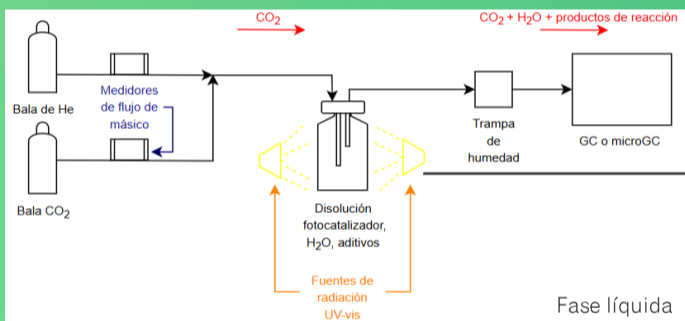 CO₂
CO₂ + H₂O + productos de reacción
Bala de He
Medidores
de flujo de
másico
Bala CO₂
Trampa
de
humedad
GC o microGC
Disolución
fotocatalizador,
H₂O, aditivos
Fuentes de
radiación
UV-vis
Fase líquida